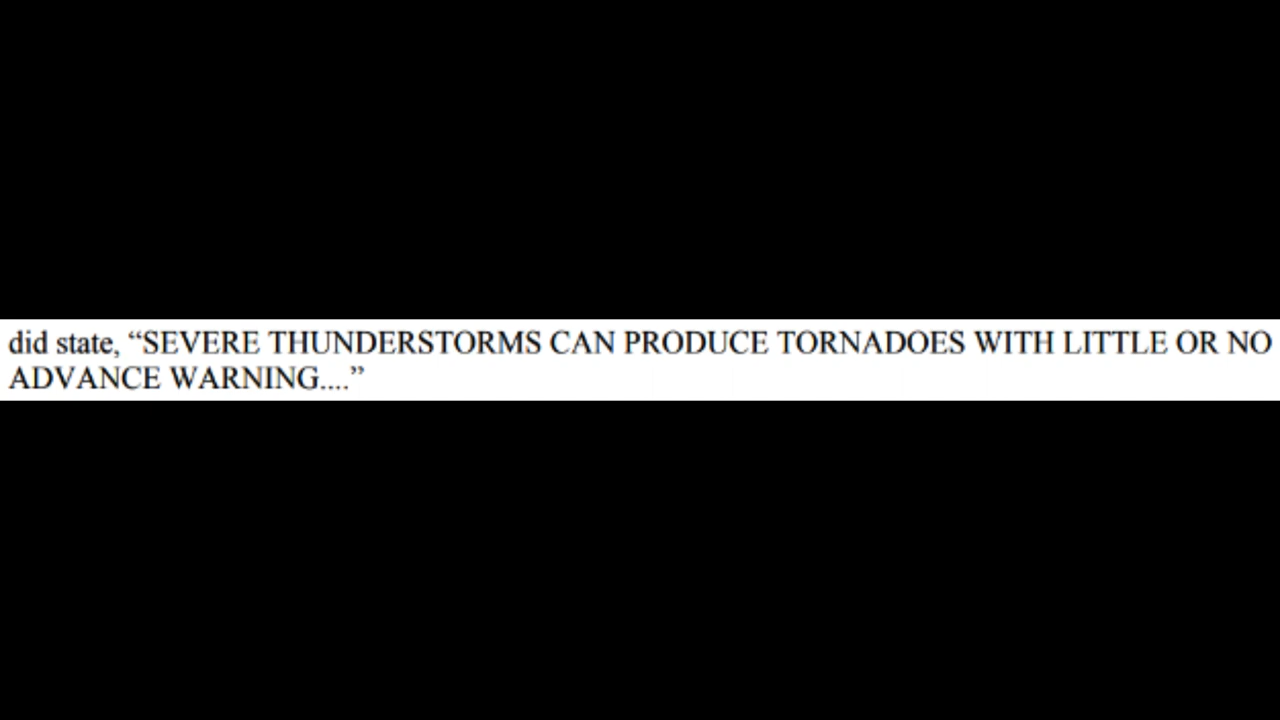 did state, “SEVERE THUNDERSTORMS CAN PRODUCE TORNADOES WITH LITTLE OR NO
ADVANCE WARNING....”